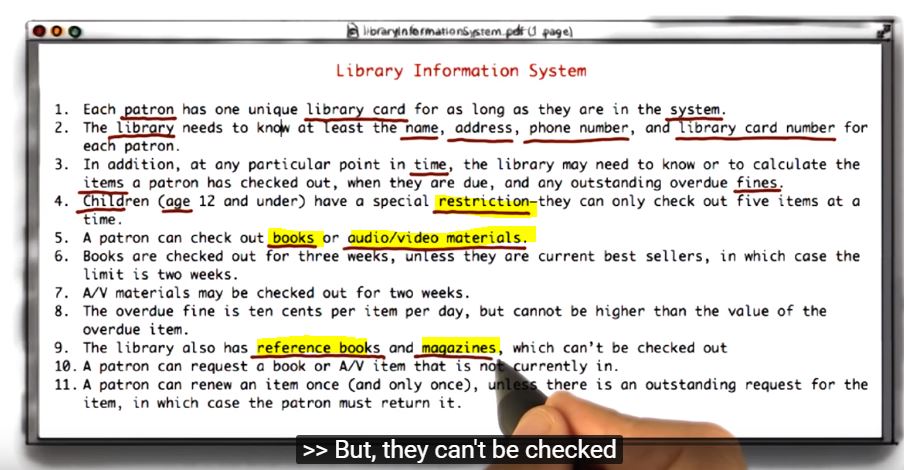 libraryInformationSystem.pdf (1 page)
Library Information System
1. Each patron has one unique library card for as long as they are in the system.
2. The library needs to know at least the name, address, phone number, and library card number for
each patron.
3. In addition, at any particular point in time, the library may need to know or to calculate the
items a patron has checked out, when they are due, and any outstanding overdue fines.
4. Children (age 12 and under) have a special restriction—they can only check out five items at a
time.
5. A patron can check out books or audio/video materials.
6. Books are checked out for three weeks, unless they are current best sellers, in which case the
limit is two weeks.
7. A/V materials may be checked out for two weeks.
8. The overdue fine is ten cents per item per day, but cannot be higher than the value of the
overdue item.
9. The library also has reference books and magazines, which can't be checked out
10. A patron can request a book or A/V item that is not currently in.
11. A patron can renew an item once (and only once), unless there is an outstanding request for the
item, in which case the patron must return it.
>> But, they can't be checked